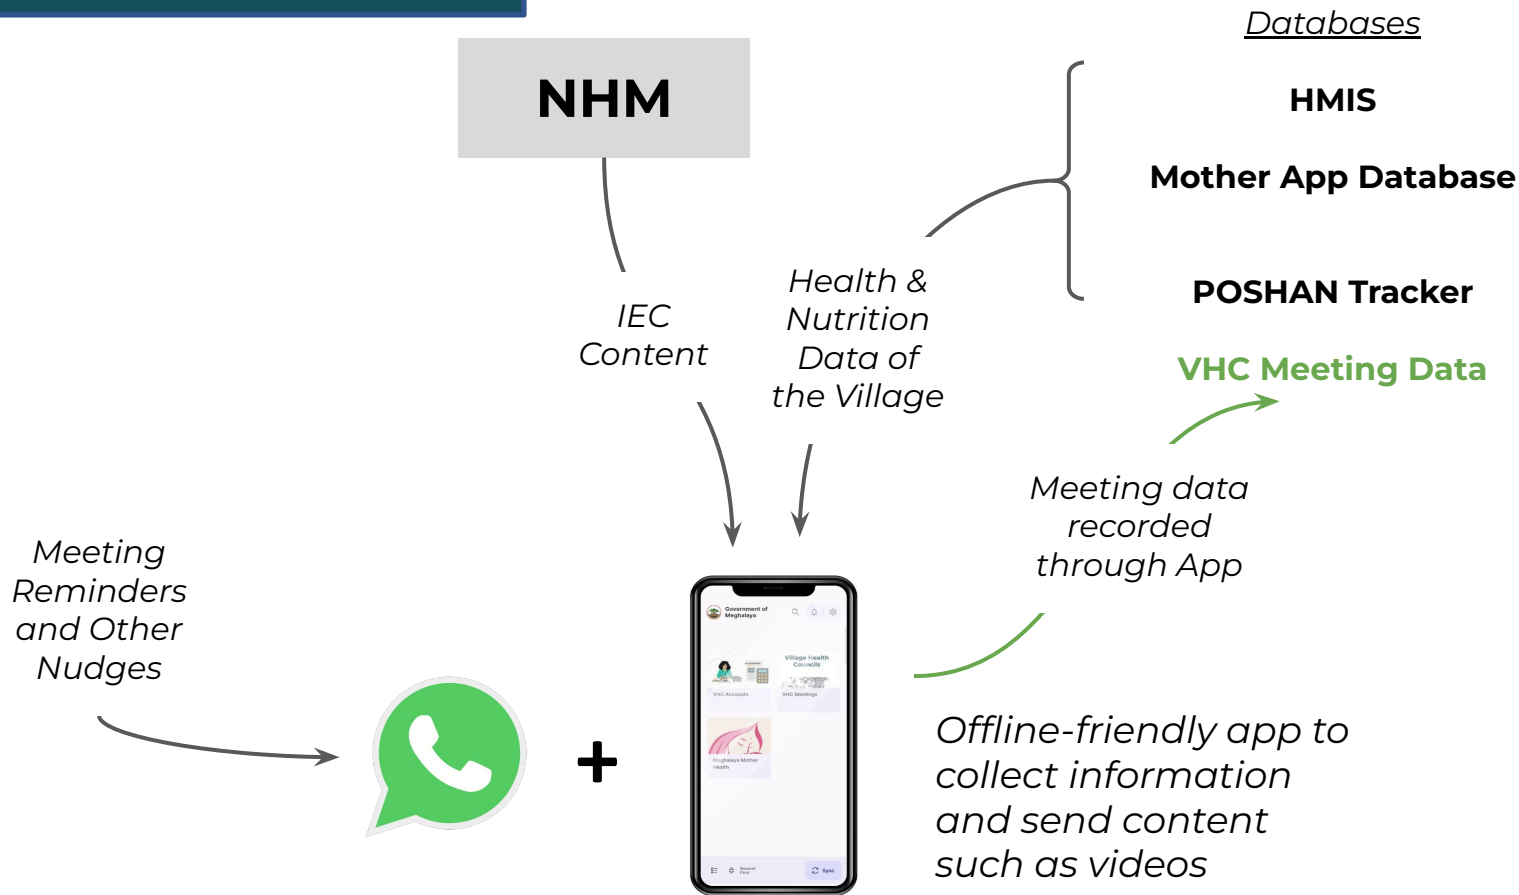 Databases
NHM
HMIS
Mother App Database
POSHAN Tracker
VHC Meeting Data
IEC
Content
Health &
Nutrition
Data of
the Village
Meeting data
recorded
through App
Meeting
Reminders
and Other
Nudges
+
Government of
Meghalaya
Village Health
Councils
VHC Accounts
VHC Meetings
Meghalaya Mother
Health
Newest
First
Sync
Offline-friendly app to
collect information
and send content
such as videos